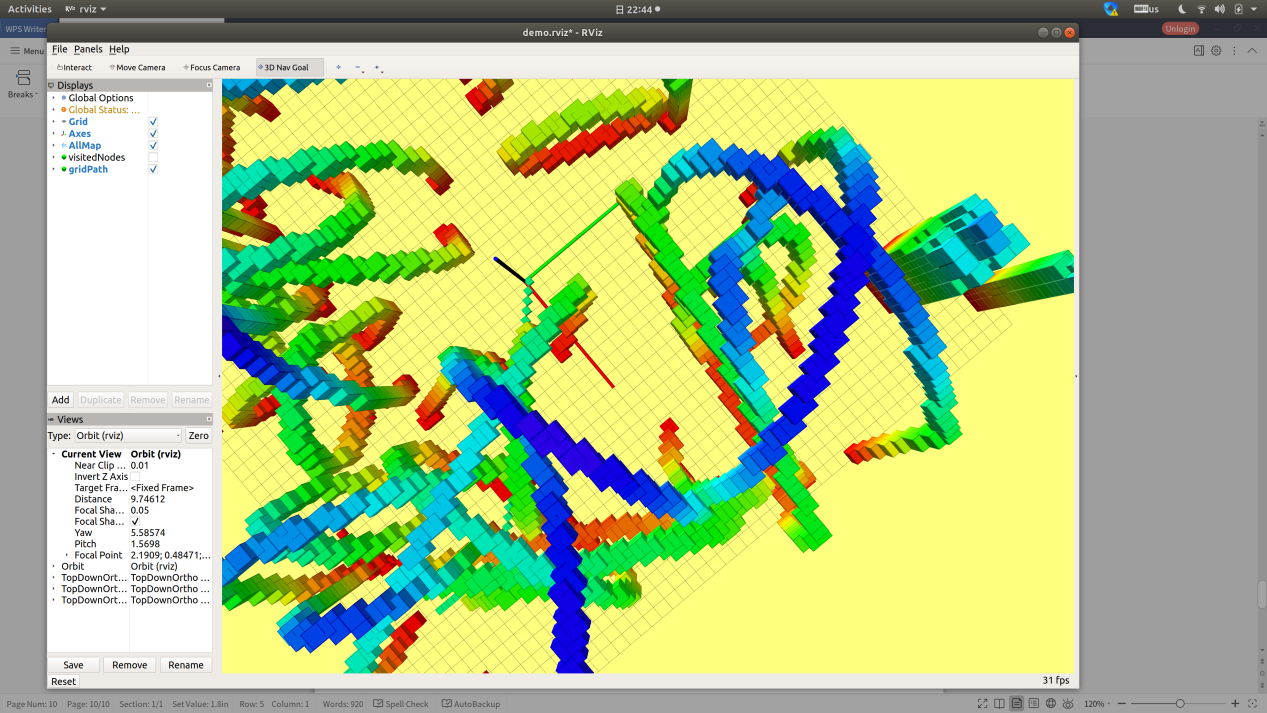 Activities
rviz
日 22:44
us
WPS Writer
Unlogin
Menu
Breaks
demo.rviz* - RViz
File Panels Help
Interact Move Camera Focus Camera 3D Nav Goal
Displays
Global Options
Global Status: ...
Grid
Axes
AllMap
visitedNodes
gridPath
Add Duplicate Remove Rename
Views
Type: Orbit (rviz) Zero
Current View Orbit (rviz)
Near Clip ... 0.01
Invert Z Axis
Target Fra... <Fixed Frame>
Distance 9.74612
Focal Sha... 0.05
Focal Sha...
Yaw 5.58574
Pitch 1.5698
Focal Point 2.1909; 0.48471;...
Orbit Orbit (rviz)
TopDownOrt... TopDownOrtho ...
TopDownOrt... TopDownOrtho ...
TopDownOrt... TopDownOrtho ...
Save Remove Rename
Reset
31 fps
Page Num: 10 Page: 10/10 Section: 1/1 Set Value: 1.8in Row: 5 Column: 1 Words: 920 Spell Check AutoBackup
120%